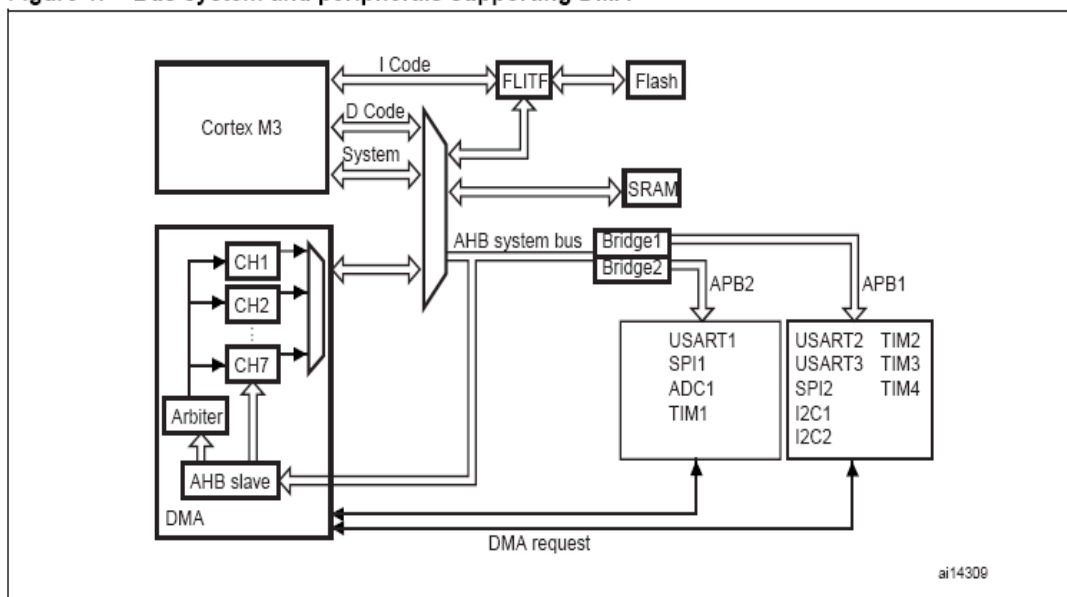 I Code
FLITF
Flash
Cortex M3
D Code
System
SRAM
AHB system bus
Bridge1
Bridge2
CH1
CH2
CH7
APB2
APB1
USART1
SPI1
ADC1
TIM1
USART2 TIM2
USART3 TIM3
SPI2 TIM4
I2C1
I2C2
Arbiter
AHB slave
DMA
DMA request
ai14309